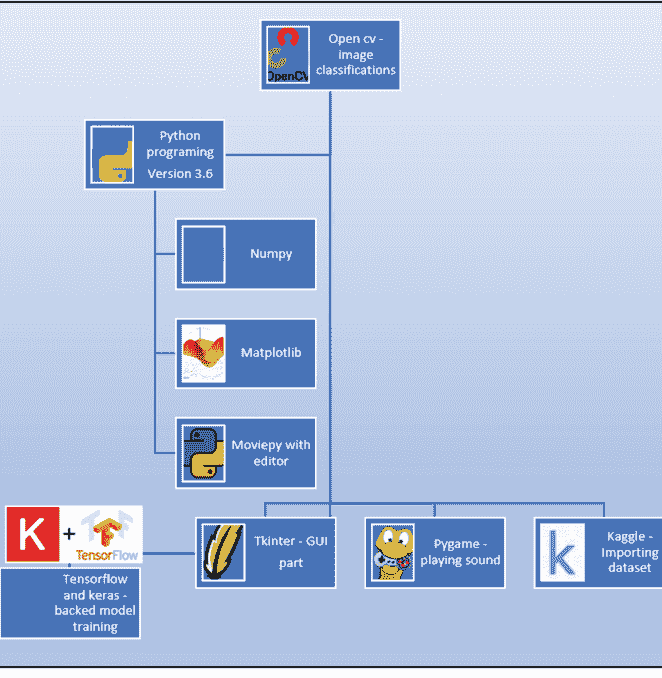 Open cv -
image
classifications
OpenCV
Python
programing
Version 3.6
Numpy
Matplotlib
Moviepy with
editor
K + TensorFlow
Tensorflow
and keras -
backed model
training
Tkinter - GUI
part
Pygame -
playing sound
k
Kaggle -
Importing
dataset